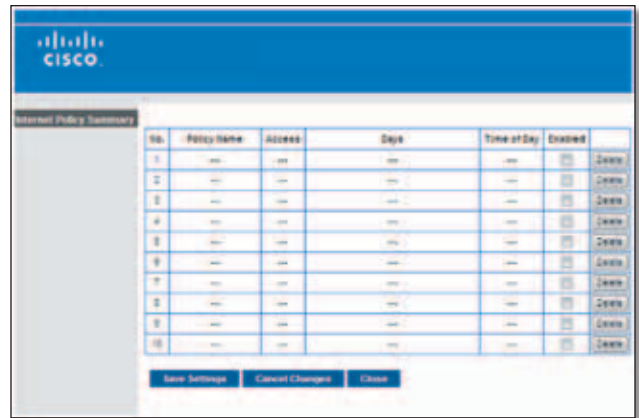 CISCO.
Internet Policy Summary
No. Policy Name Access Days Time of Day Enabled
1 --- --- --- --- Delete
2 --- --- --- --- Delete
3 --- --- --- --- Delete
4 --- --- --- --- Delete
5 --- --- --- --- Delete
6 --- --- --- --- Delete
7 --- --- --- --- Delete
8 --- --- --- --- Delete
9 --- --- --- --- Delete
10 --- --- --- --- Delete
Save Settings Cancel Changes Close